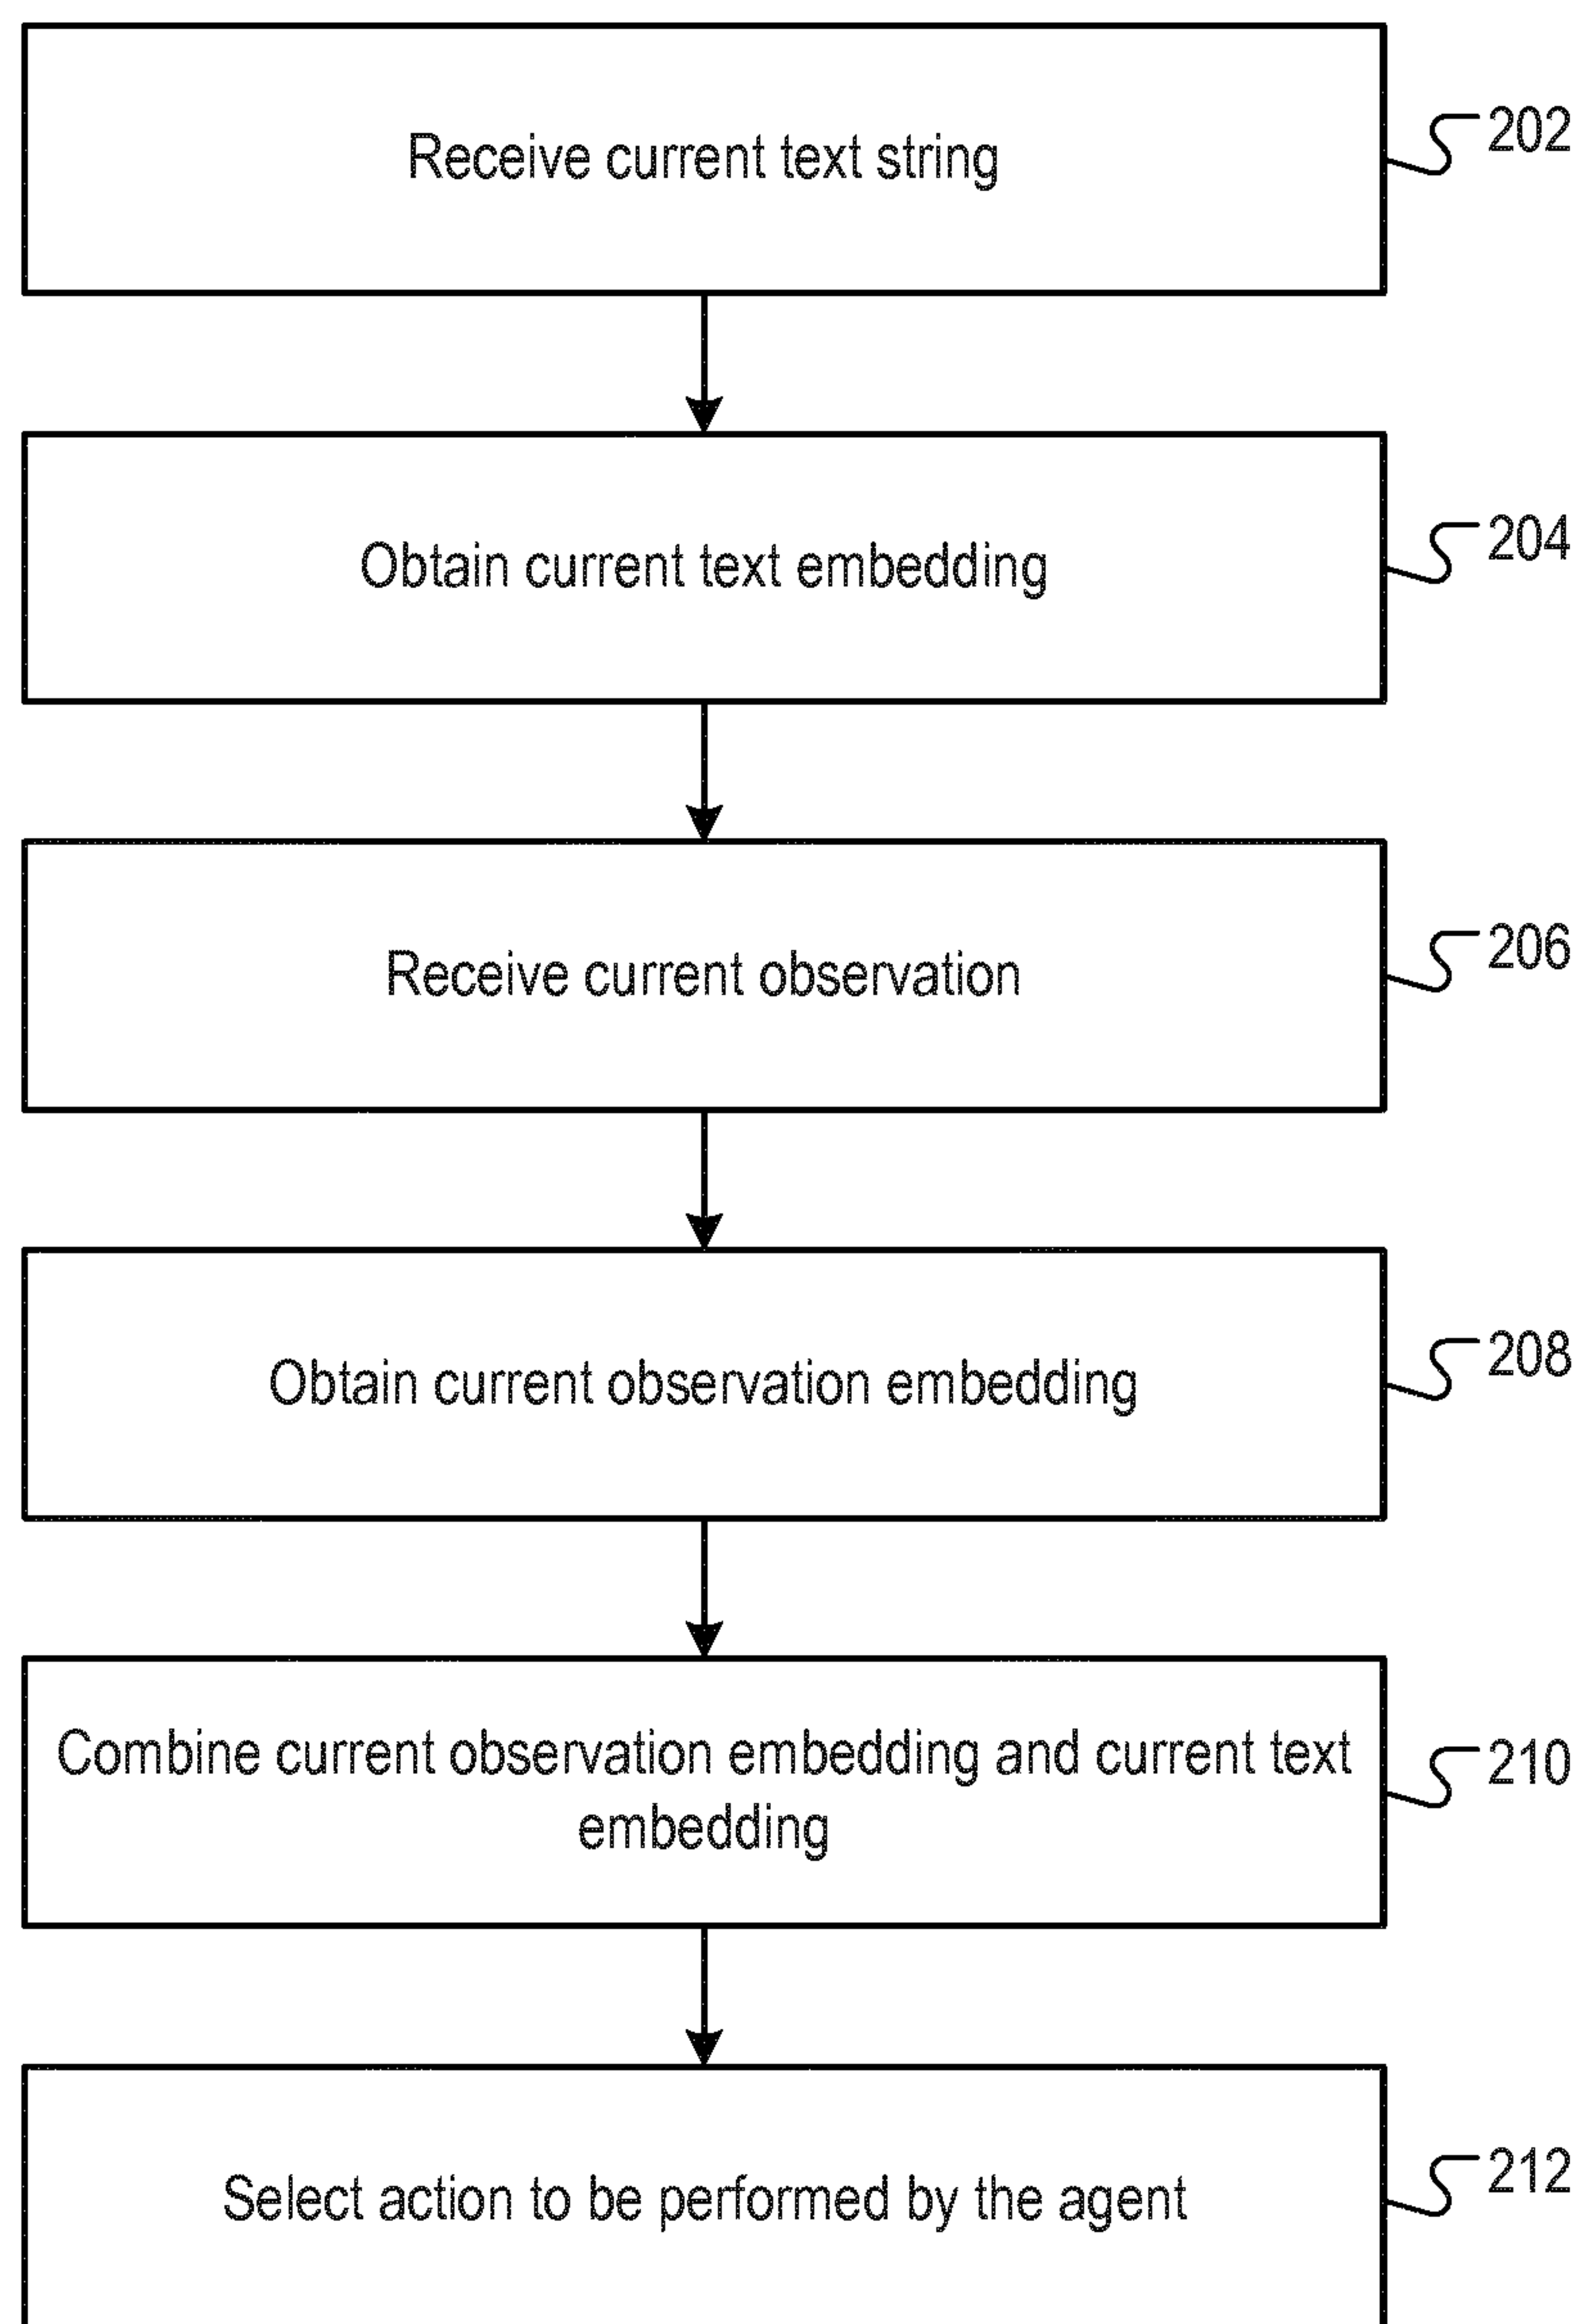 Receive current text string
202
Obtain current text embedding
204
Receive current observation
206
Obtain current observation embedding
208
Combine current observation embedding and current text
embedding
210
Select action to be performed by the agent
212